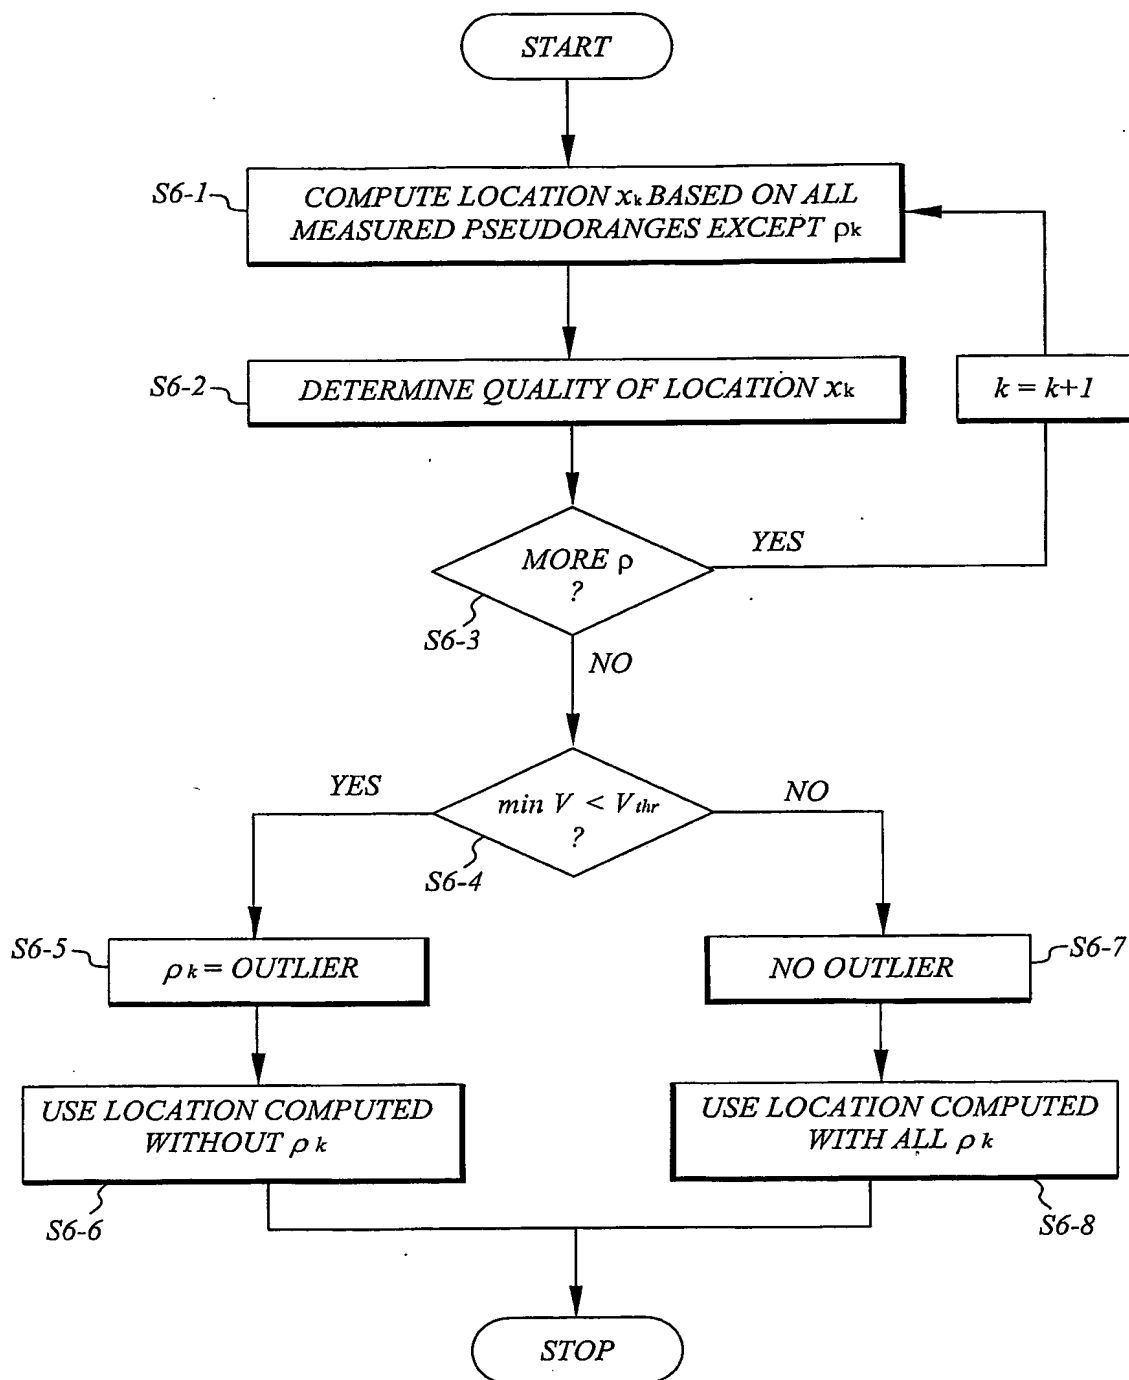 START
S6-1
COMPUTE LOCATION xk BASED ON ALL
MEASURED PSEUDORANGES EXCEPT ρk
S6-2
DETERMINE QUALITY OF LOCATION xk
k = k+1
MORE ρ
?
YES
S6-3
NO
min V < Vthr
?
YES
NO
S6-4
S6-5
ρk = OUTLIER
NO OUTLIER
S6-7
USE LOCATION COMPUTED
WITHOUT ρk
USE LOCATION COMPUTED
WITH ALL ρk
S6-6
S6-8
STOP